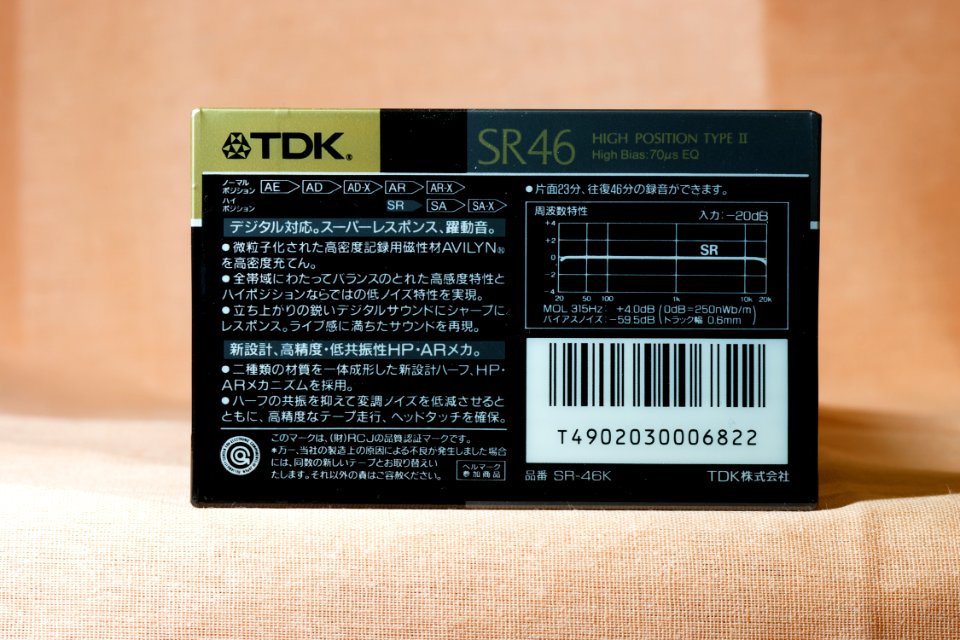 TDK®
SR46
HIGH POSITION TYPE II
High Bias:70μs EQ
ノーマル
ポジション
AE
AD
AD-X
AR
AR-X
ハイ
ポジション
SR
SA
SA-X
デジタル対応。スーパーレスポンス、躍動音。
●微粒子化された高密度記録用磁性材AVILYN®
を高密度充てん。
●全帯域にわたってバランスのとれた高感度特性と
ハイポジションならではの低ノイズ特性を実現。
●立ち上がりの鋭いデジタルサウンドにシャープに
レスポンス。ライブ感に満ちたサウンドを再現。
新設計、高精度・低共振性HP・ARメカ。
●二種類の材質を一体成形した新設計ハーフ、HP・
ARメカニズムを採用。
●ハーフの共振を抑えて変調ノイズを低減させると
ともに、高精度なテープ走行、ヘッドタッチを確保。
このマークは、(財)RCJの品質認証マークです。
*万一、当社の製造上の原因による不良が発生しました場合
には、同数の新しいテープとお取り替えい
たします。それ以外の責はご容赦ください。
ベルマーク
参加商品
●片面23分、往復46分の録音ができます。
周波数特性
入力：-20dB
+4
+2
0
-2
-4
SR
20 50 100 1k 10k 20k
MOL 315Hz： +4.0dB (0dB=250nWb/m)
バイアスノイズ：-59.5dB (トラック幅 0.6mm)
T4902030006822
品番 SR-46K
TDK株式会社